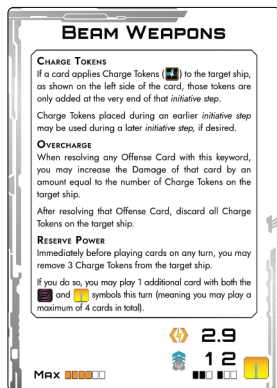 BEAM WEAPONS
CHARGE TOKENS
If a card applies Charge Tokens ( ) to the target ship,
as shown on the left side of the card, those tokens are
only added at the very end of that initiative step.
Charge Tokens placed during an earlier initiative step
may be used during a later initiative step, if desired.
OVERCHARGE
When resolving any Offense Card with this keyword,
you may increase the Damage of that card by an
amount equal to the number of Charge Tokens on the
target ship.
After resolving that Offense Card, discard all Charge
Tokens on the target ship.
RESERVE POWER
Immediately before playing cards on any turn, you may
remove 3 Charge Tokens from the target ship.
If you do so, you may play 1 additional card with both the
and symbols this turn (meaning you may play a
maximum of 4 cards in total).
2.9
1 2
MAX